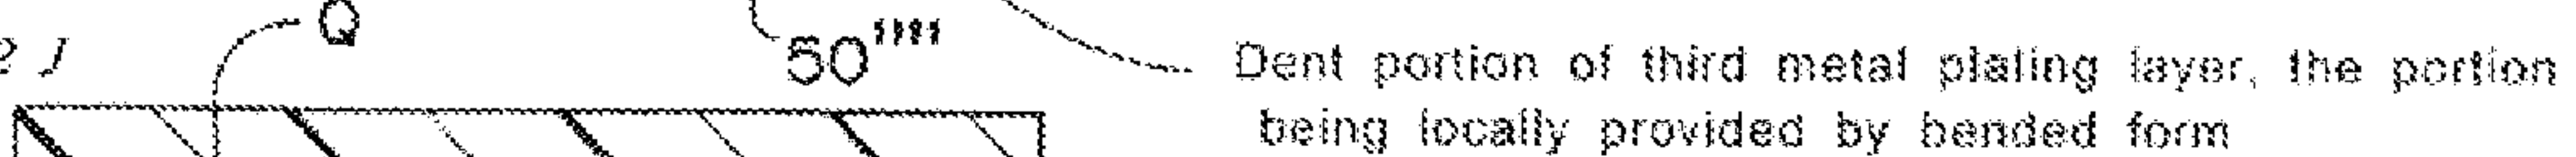 Q
50'''''
Dent portion of third metal plating layer, the portion
being locally provided by bended form